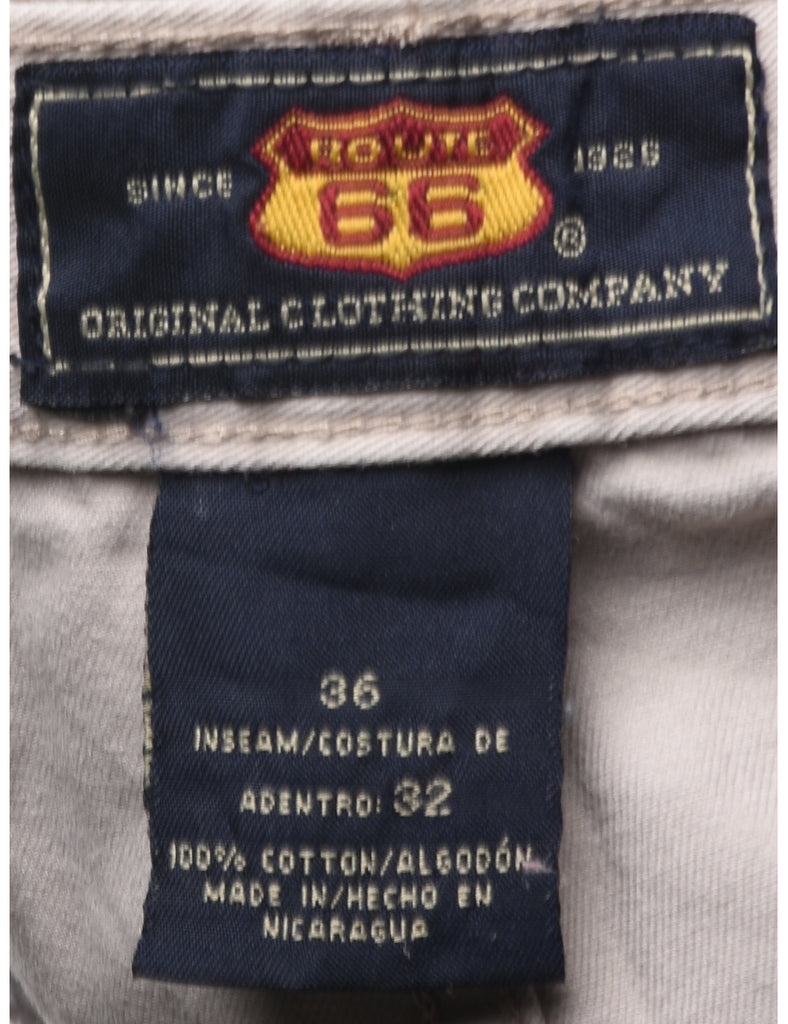 ROUTE
SINCE 66 1926 ®
ORIGINAL CLOTHING COMPANY
36
INSEAM/COSTURA DE
ADENTRO: 32
100% COTTON/ALGODÓN
MADE IN/HECHO EN
NICARAGUA